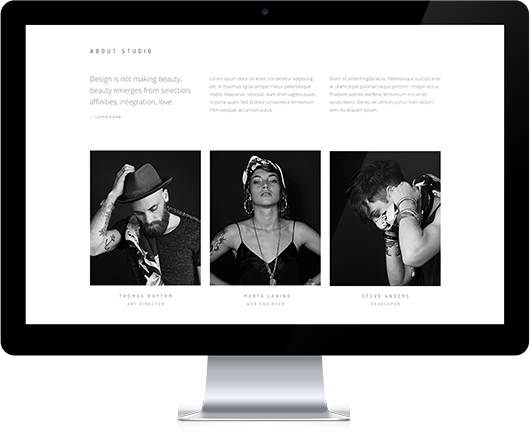 ABOUT STUDIO
Design is not making beauty,
beauty emerges from selection,
affinities, integration, love.
— LOUIS KAHN
Lorem ipsum dolor sit amet, consectetur adipiscing
elit. In maximus ligula semper metus pellentesque
mattis. Maecenas volutpat, diam enim sagittis quam,
id porta quam. Sed id dolor consectetur fermentum
nibh volutpat, accumsan purus.
Etiam sit amet fringilla lacus. Pellentesque suscipit ante
at ullamcorper pulvinar neque porttitor. Integer lectus.
Praesent sed nisi eleifend, fermentum orci amet,
iaculis libero. Donec vel ultricies purus. Nam dictum
sem, eu aliquam ipsum.
THOMAS RHYTHM
ART DIRECTOR
MARTA LANING
WEB ENGINEER
STEVE ANDERS
DEVELOPER